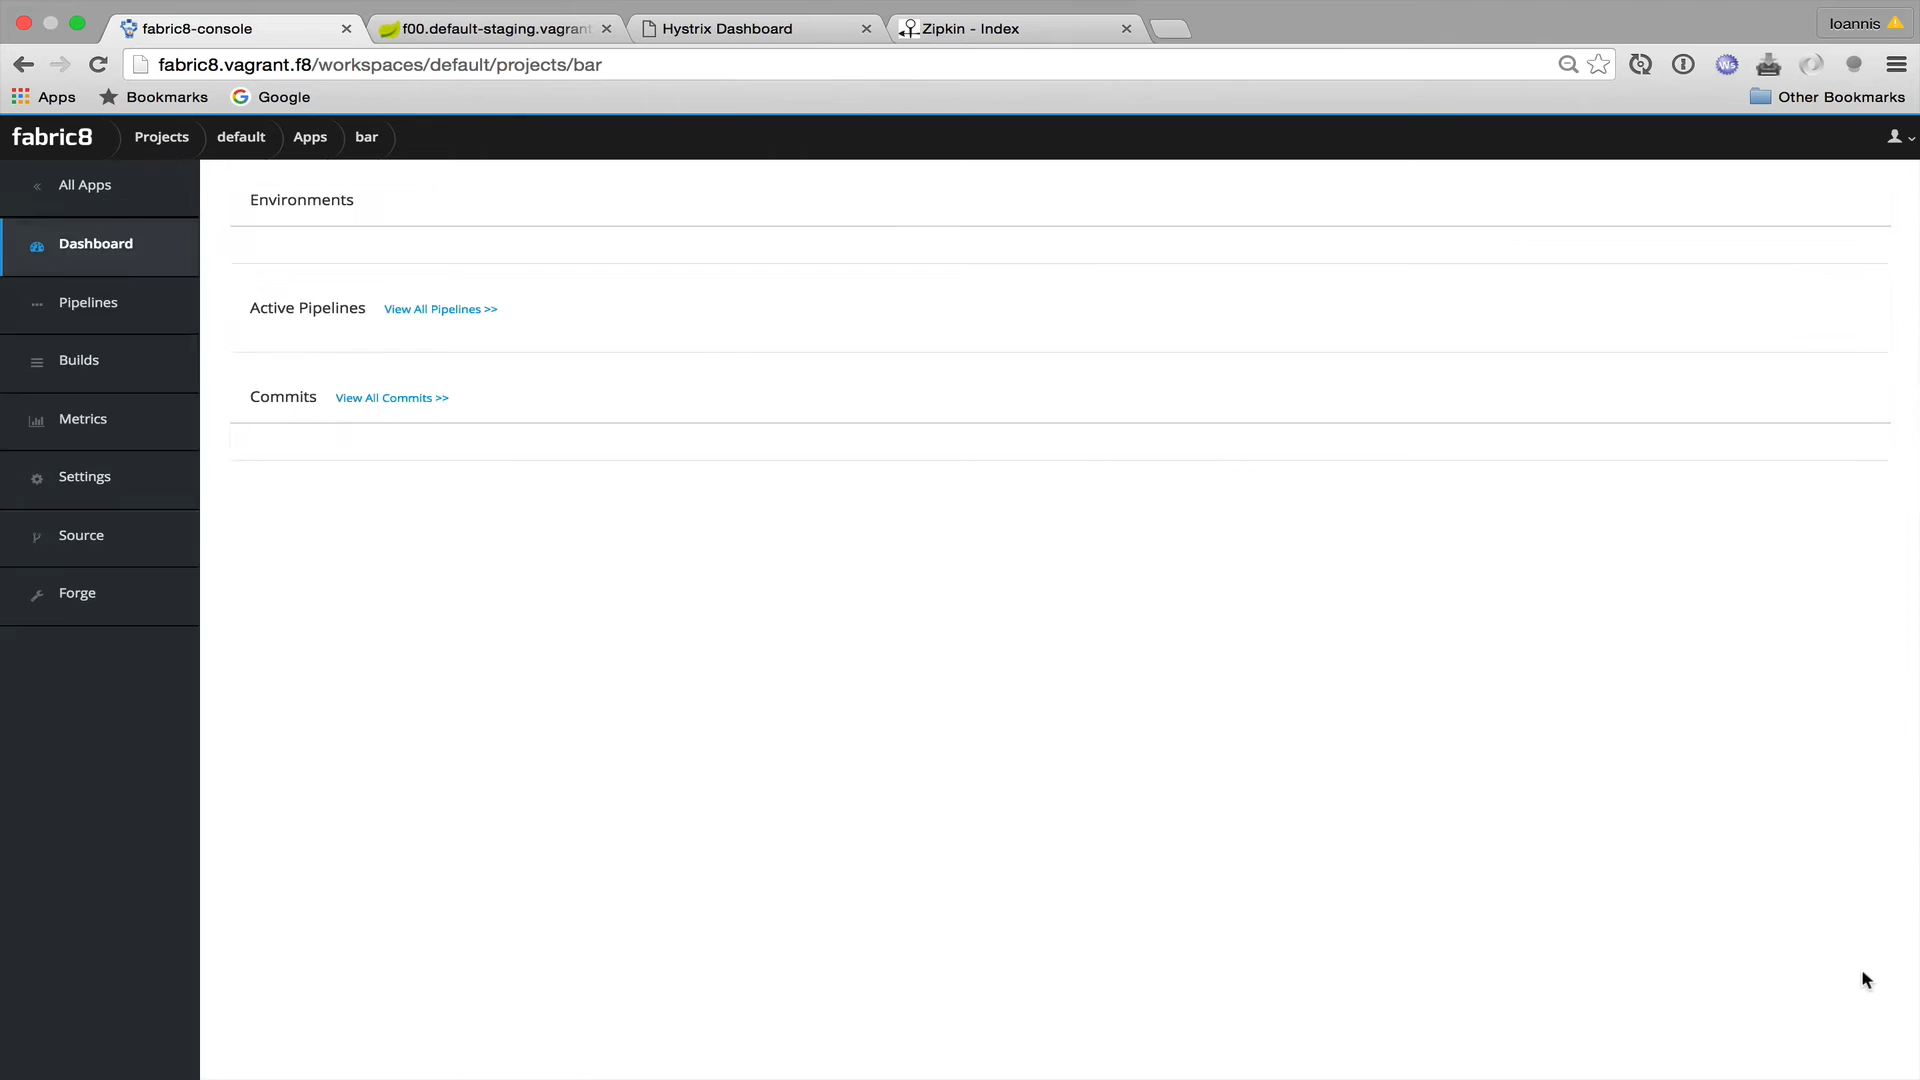 fabric8-console
f00.default-staging.vagrant
Hystrix Dashboard
Zipkin - Index
Ioannis
fabric8.vagrant.f8/workspaces/default/projects/bar
Ws
Apps
Bookmarks
Google
Other Bookmarks
fabric8
Projects
default
Apps
bar
All Apps
Dashboard
Pipelines
Builds
Metrics
Settings
Source
Forge
Environments
Active Pipelines View All Pipelines >>
Commits View All Commits >>